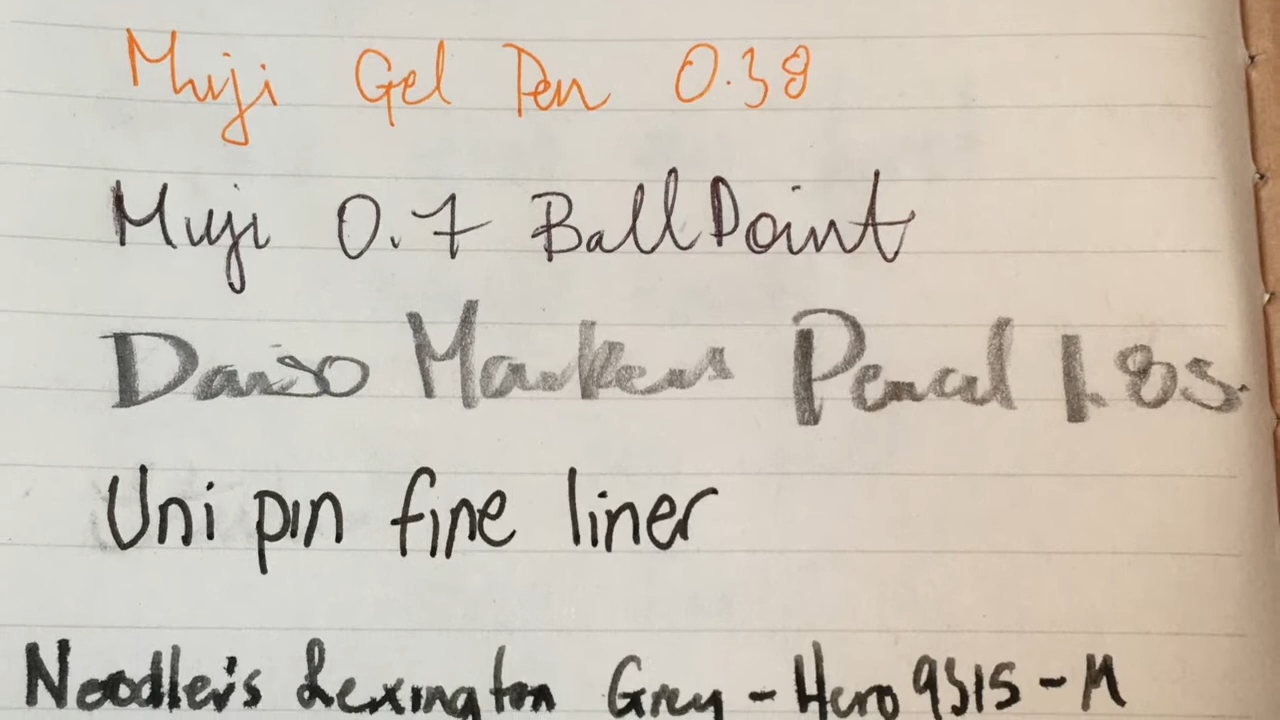 Muji Gel Pen 0.38
Muji 0.7 BallPoint
Daiso Markers Pencil 1.8s.
Uni pin fine liner
Noodler's Lexington Grey - Hero 9315 - M